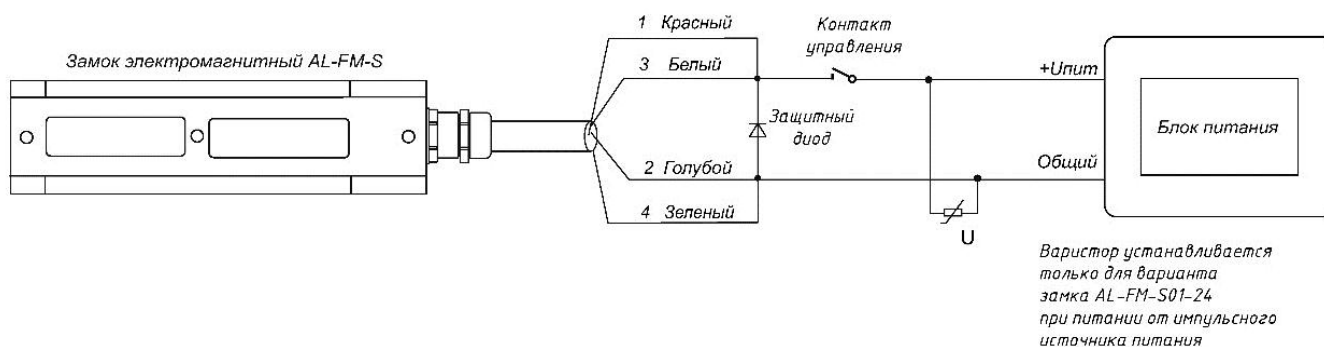 Замок электромагнитный AL-FM-S
1 Красный
3 Белый
2 Голубой
4 Зеленый
Контакт
управления
Защитный
диод
+Uпит
Общий
Блок питания
U
Варистор устанавливается
только для варианта
замка AL-FM-S01-24
при питании от импульсного
источника питания